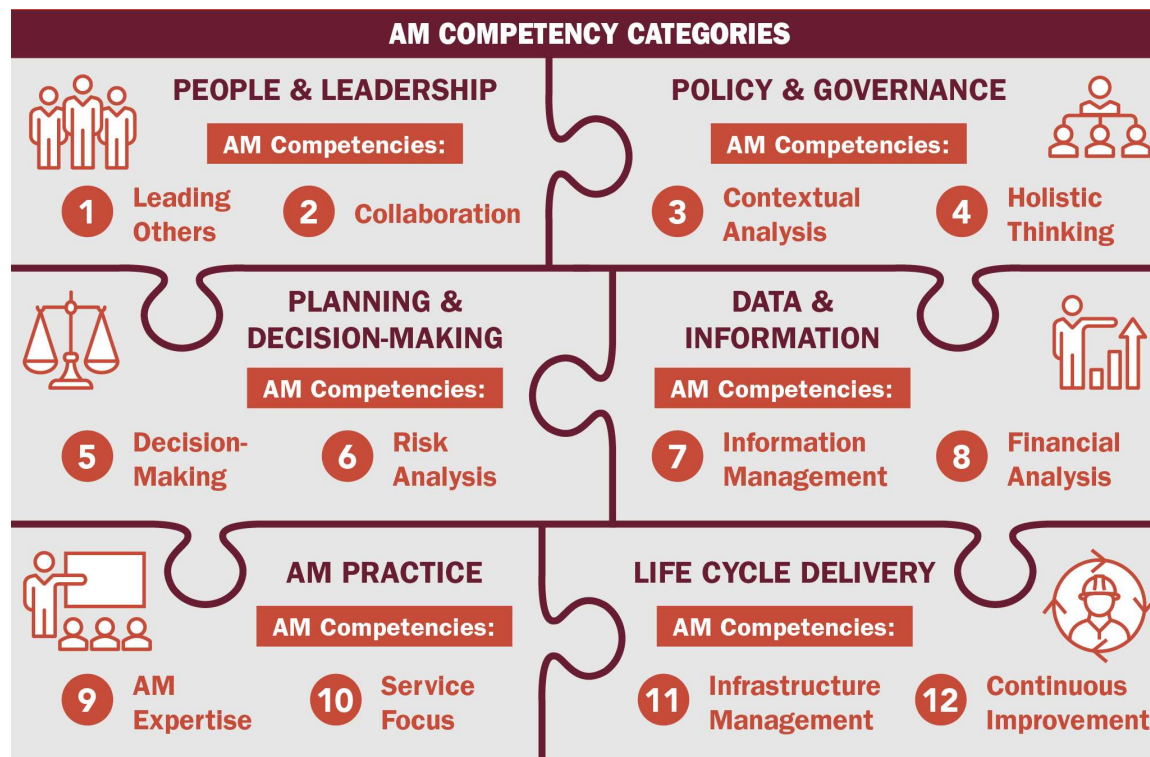 AM COMPETENCY CATEGORIES
PEOPLE & LEADERSHIP
AM Competencies:
1 Leading
Others
2 Collaboration
POLICY & GOVERNANCE
AM Competencies:
3 Contextual
Analysis
4 Holistic
Thinking
PLANNING &
DECISION-MAKING
AM Competencies:
5 Decision-
Making
6 Risk
Analysis
DATA &
INFORMATION
AM Competencies:
7 Information
Management
8 Financial
Analysis
AM PRACTICE
AM Competencies:
9 AM
Expertise
10 Service
Focus
LIFE CYCLE DELIVERY
AM Competencies:
11 Infrastructure
Management
12 Continuous
Improvement